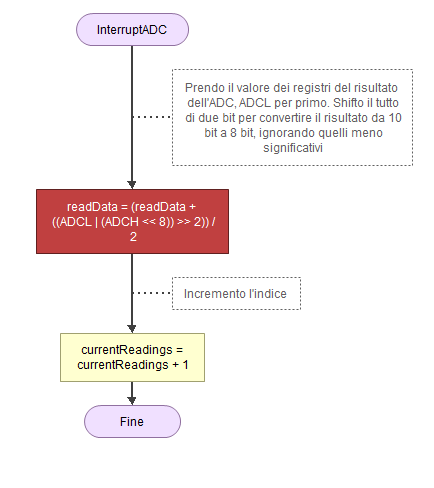 InterruptADC
Prendo il valore dei registri del risultato
dell'ADC, ADCL per primo. Shifto il tutto
di due bit per convertire il risultato da 10
bit a 8 bit, ignorando quelli meno
significativi
readData = (readData +
((ADCL | (ADCH << 8)) >> 2)) /
2
Incremento l'indice
currentReadings =
currentReadings + 1
Fine